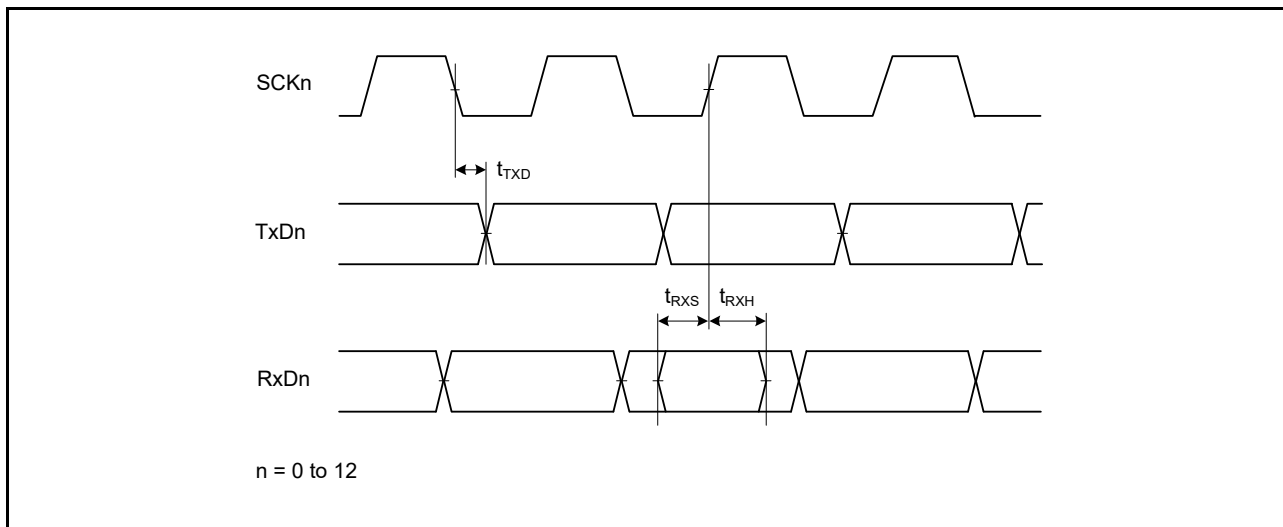 SCKn
tTXD
TxDn
tRXS tRXH
RxDn
n = 0 to 12